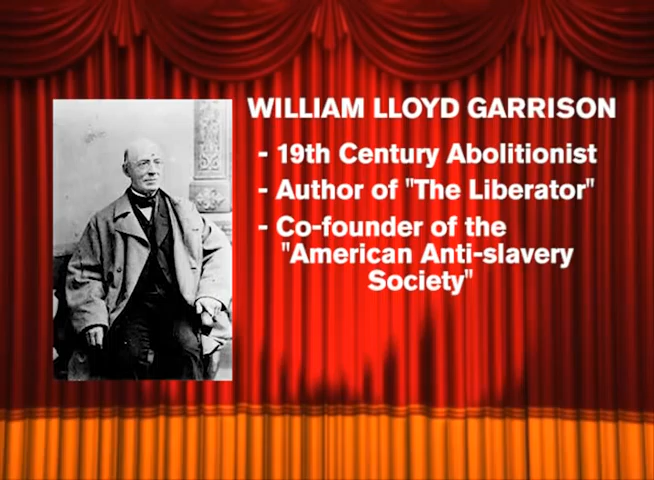 WILLIAM LLOYD GARRISON
- 19th Century Abolitionist
- Author of "The Liberator"
- Co-founder of the
"American Anti-slavery
Society"